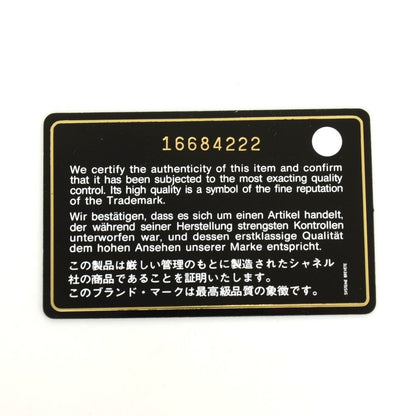 16684222
We certify the authenticity of this item and confirm
that it has been subjected to the most exacting quality
control. Its high quality is a symbol of the fine reputation
of the Trademark.
Wir bestätigen, dass es sich um einen Artikel handelt,
der während seiner Herstellung strengsten Kontrollen
unterworfen war, und dessen erstklassige Qualität
dem hohen Ansehen unserer Marke entspricht.
この製品は厳しい管理のもとに製造されたシャネル
社の商品であることを証明いたします。
このブランド・マークは最高級品質の象徴です。